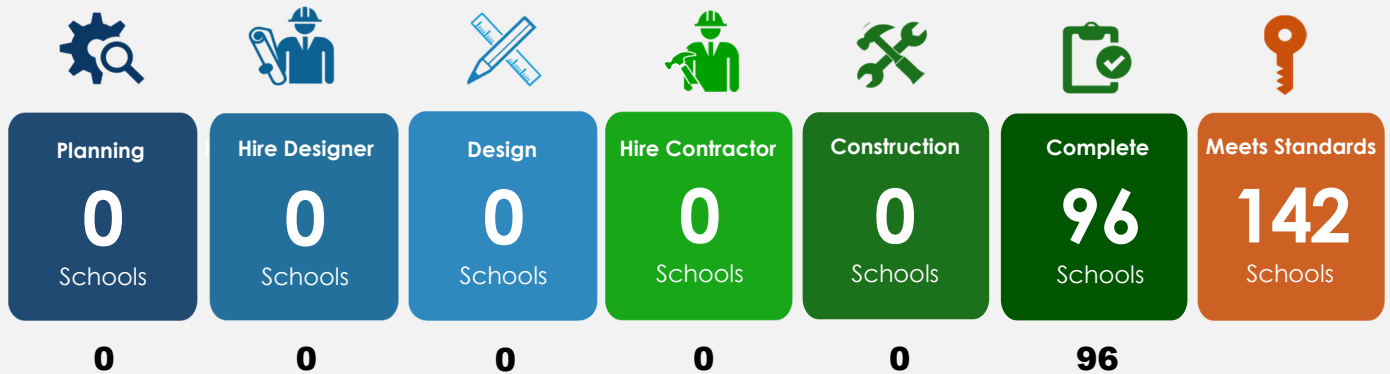 Planning
0
Schools
Hire Designer
0
Schools
Design
0
Schools
Hire Contractor
0
Schools
Construction
0
Schools
Complete
96
Schools
Meets Standards
142
Schools
0
0
0
0
0
96